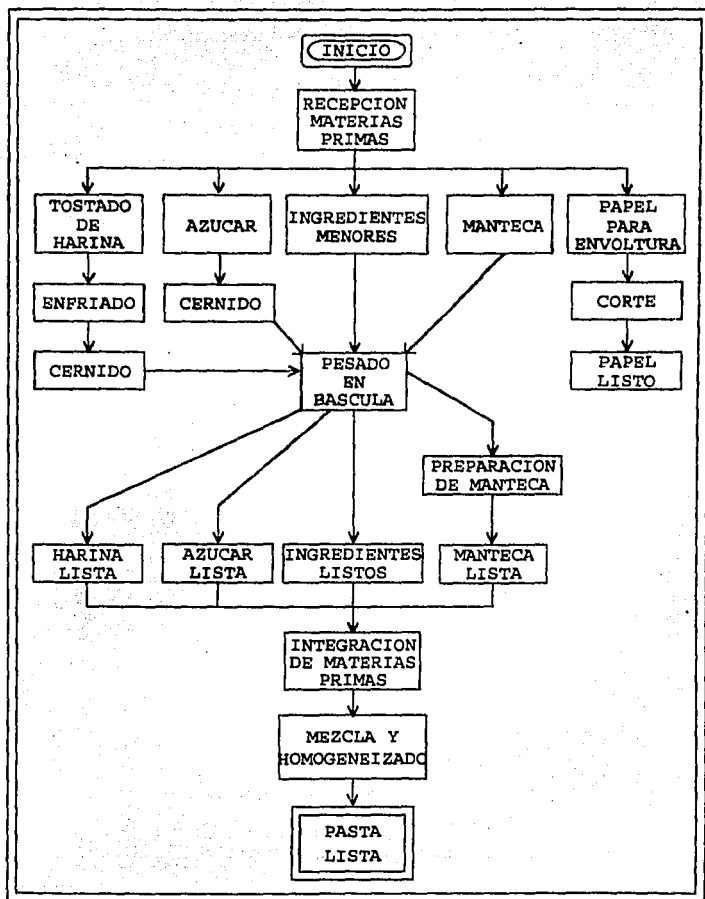 INICIO
RECEPCION
MATERIAS
PRIMAS
TOSTADO
DE
HARINA
AZUCAR
INGREDIENTES
MENORES
MANTECA
PAPEL
PARA
ENVOLTURA
ENFRIADO
CERNIDO
CORTE
CERNIDO
PESADO
EN
BASCULA
PAPEL
LISTO
PREPARACION
DE MANTECA
HARINA
LISTA
AZUCAR
LISTA
INGREDIENTES
LISTOS
MANTECA
LISTA
INTEGRACION
DE MATERIAS
PRIMAS
MEZCLA Y
HOMOGENEIZADO
PASTA
LISTA